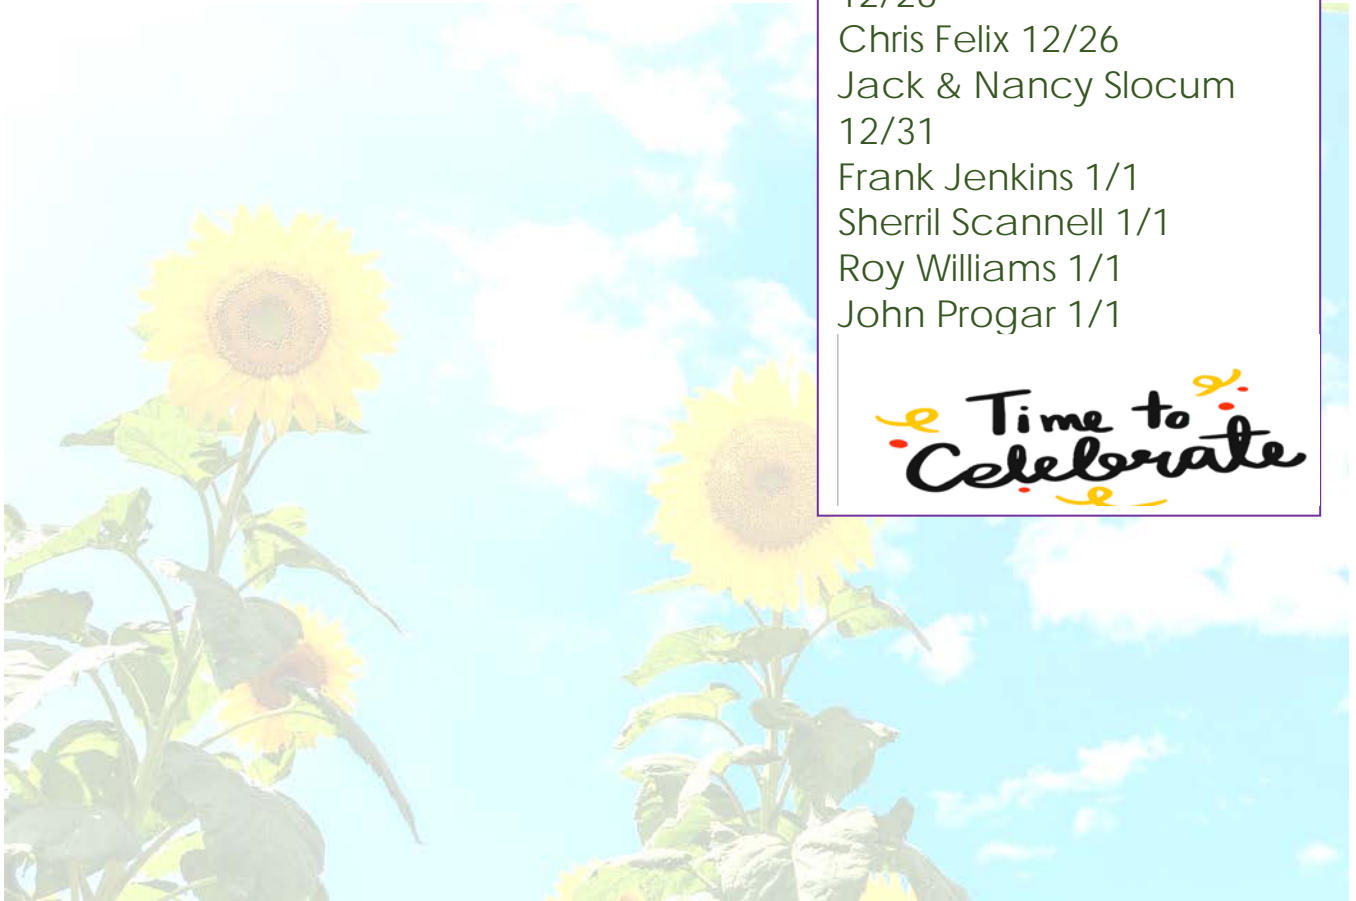 Chris Felix 12/26
Jack & Nancy Slocum
12/31
Frank Jenkins 1/1
Sherril Scannell 1/1
Roy Williams 1/1
John Progar 1/1
Time to
Celebrate